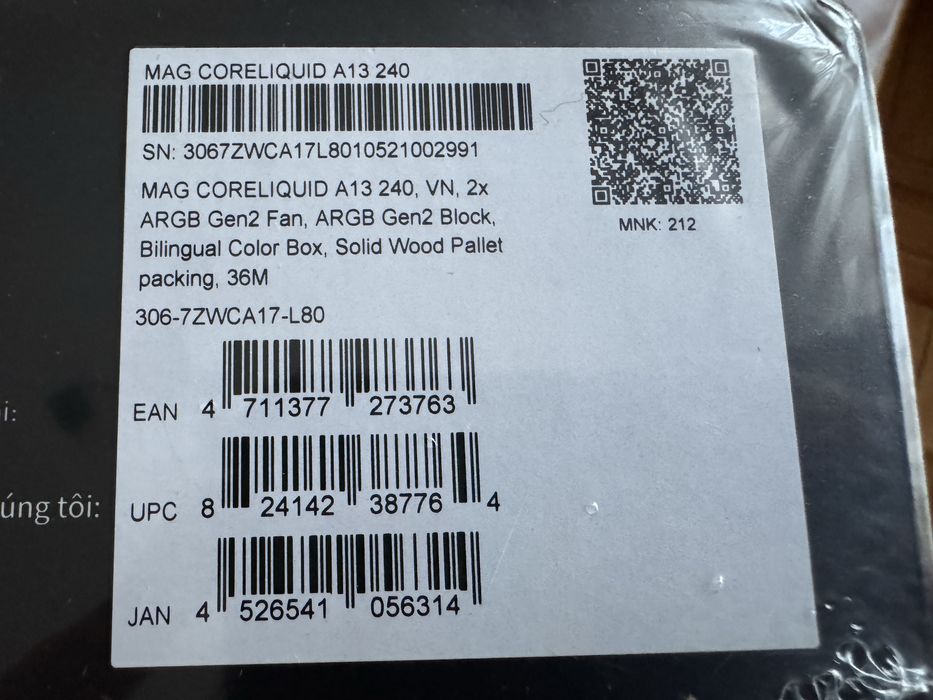 MAG CORELIQUID A13 240
SN: 3067ZWCA17L8010521002991
MAG CORELIQUID A13 240, VN, 2x
ARGB Gen2 Fan, ARGB Gen2 Block,
Bilingual Color Box, Solid Wood Pallet
packing, 36M
306-7ZWCA17-L80
MNK: 212
EAN 4 711377 273763
UPC 8 24142 38776 4
JAN 4 526541 056314
úng tôi: